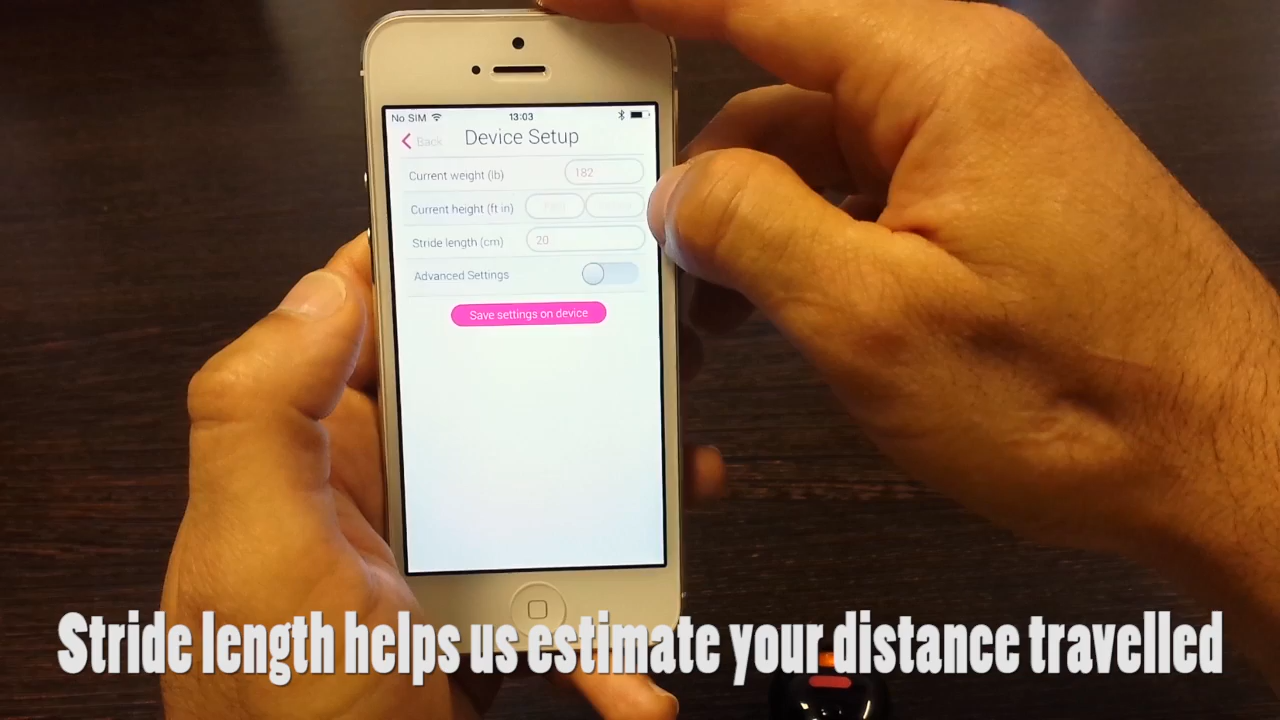 No SIM 13:03
Back Device Setup
Current weight (lb) 182
Current height (ft in)
Stride length (cm) 20
Advanced Settings
Save settings on device
Stride length helps us estimate your distance travelled